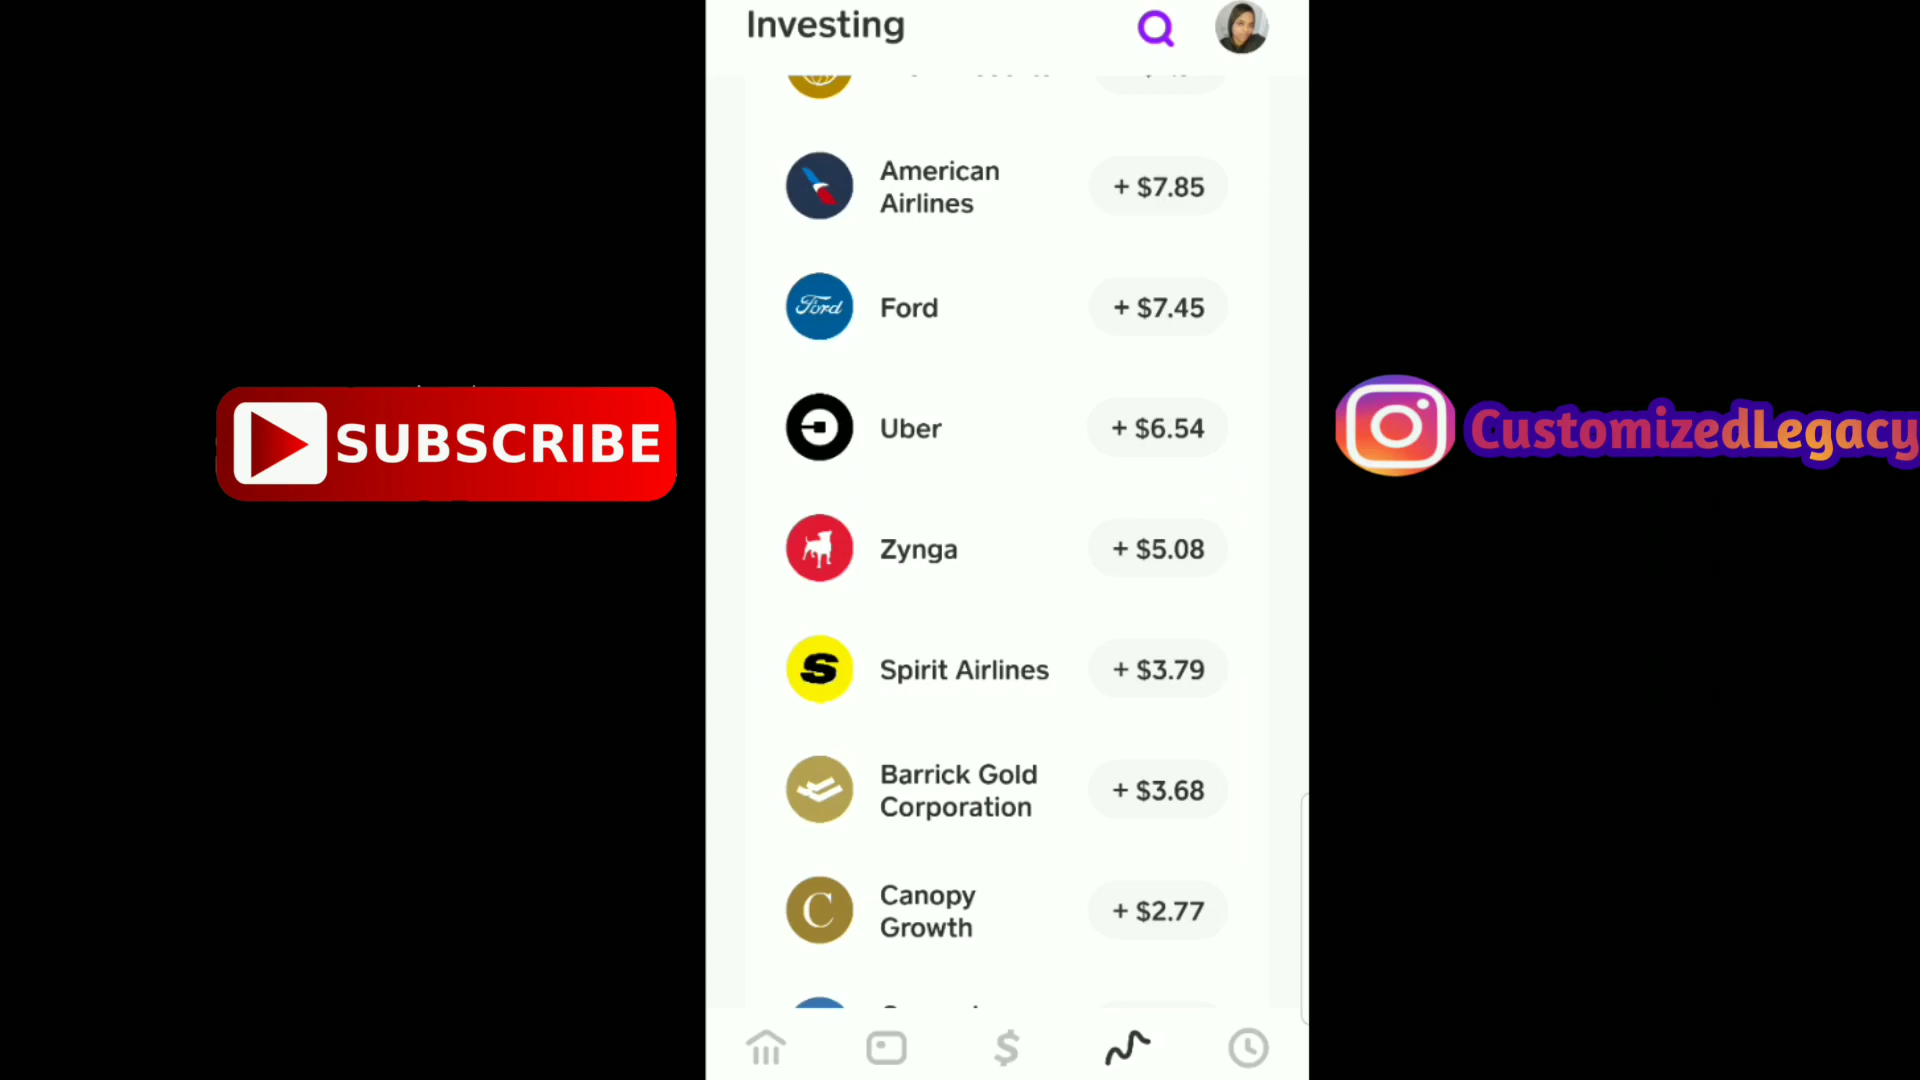 Investing
American
Airlines
+ $7.85
Ford
Ford
+ $7.45
Uber
+ $6.54
Zynga
+ $5.08
Spirit Airlines
+ $3.79
Barrick Gold
Corporation
+ $3.68
C
Canopy
Growth
+ $2.77
SUBSCRIBE
CustomizedLegacy